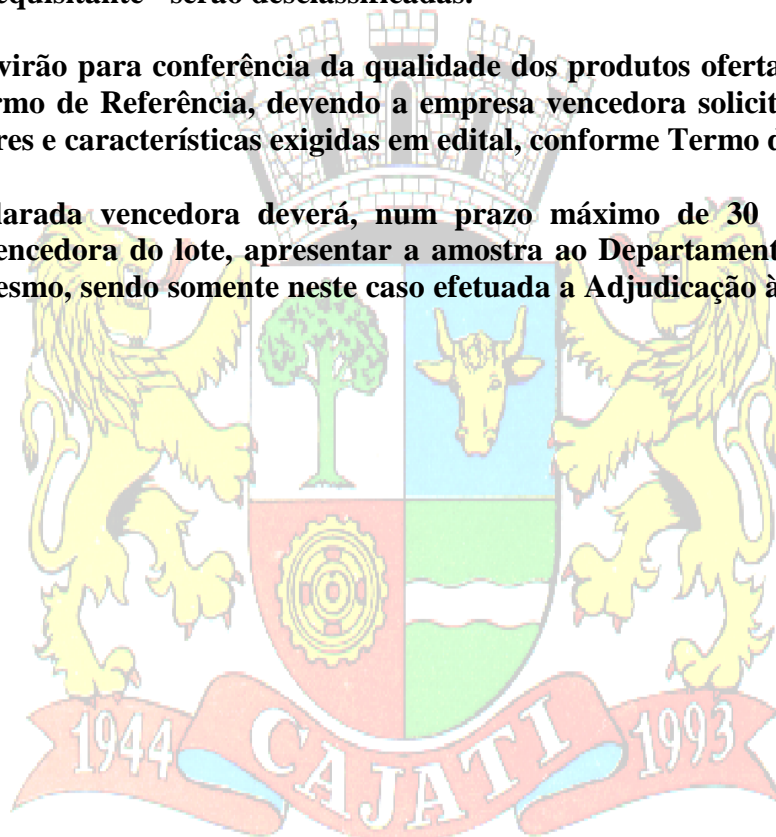 equisitante - serão desclassificadas.
virão para conferência da qualidade dos produtos oferta
rmo de Referência, devendo a empresa vencedora solicit
res e características exigidas em edital, conforme Termo d
larada vencedora deverá, num prazo máximo de 30
encedora do lote, apresentar a amostra ao Departament
esmo, sendo somente neste caso efetuada a Adjudicação à
1944 CAJATI 1993